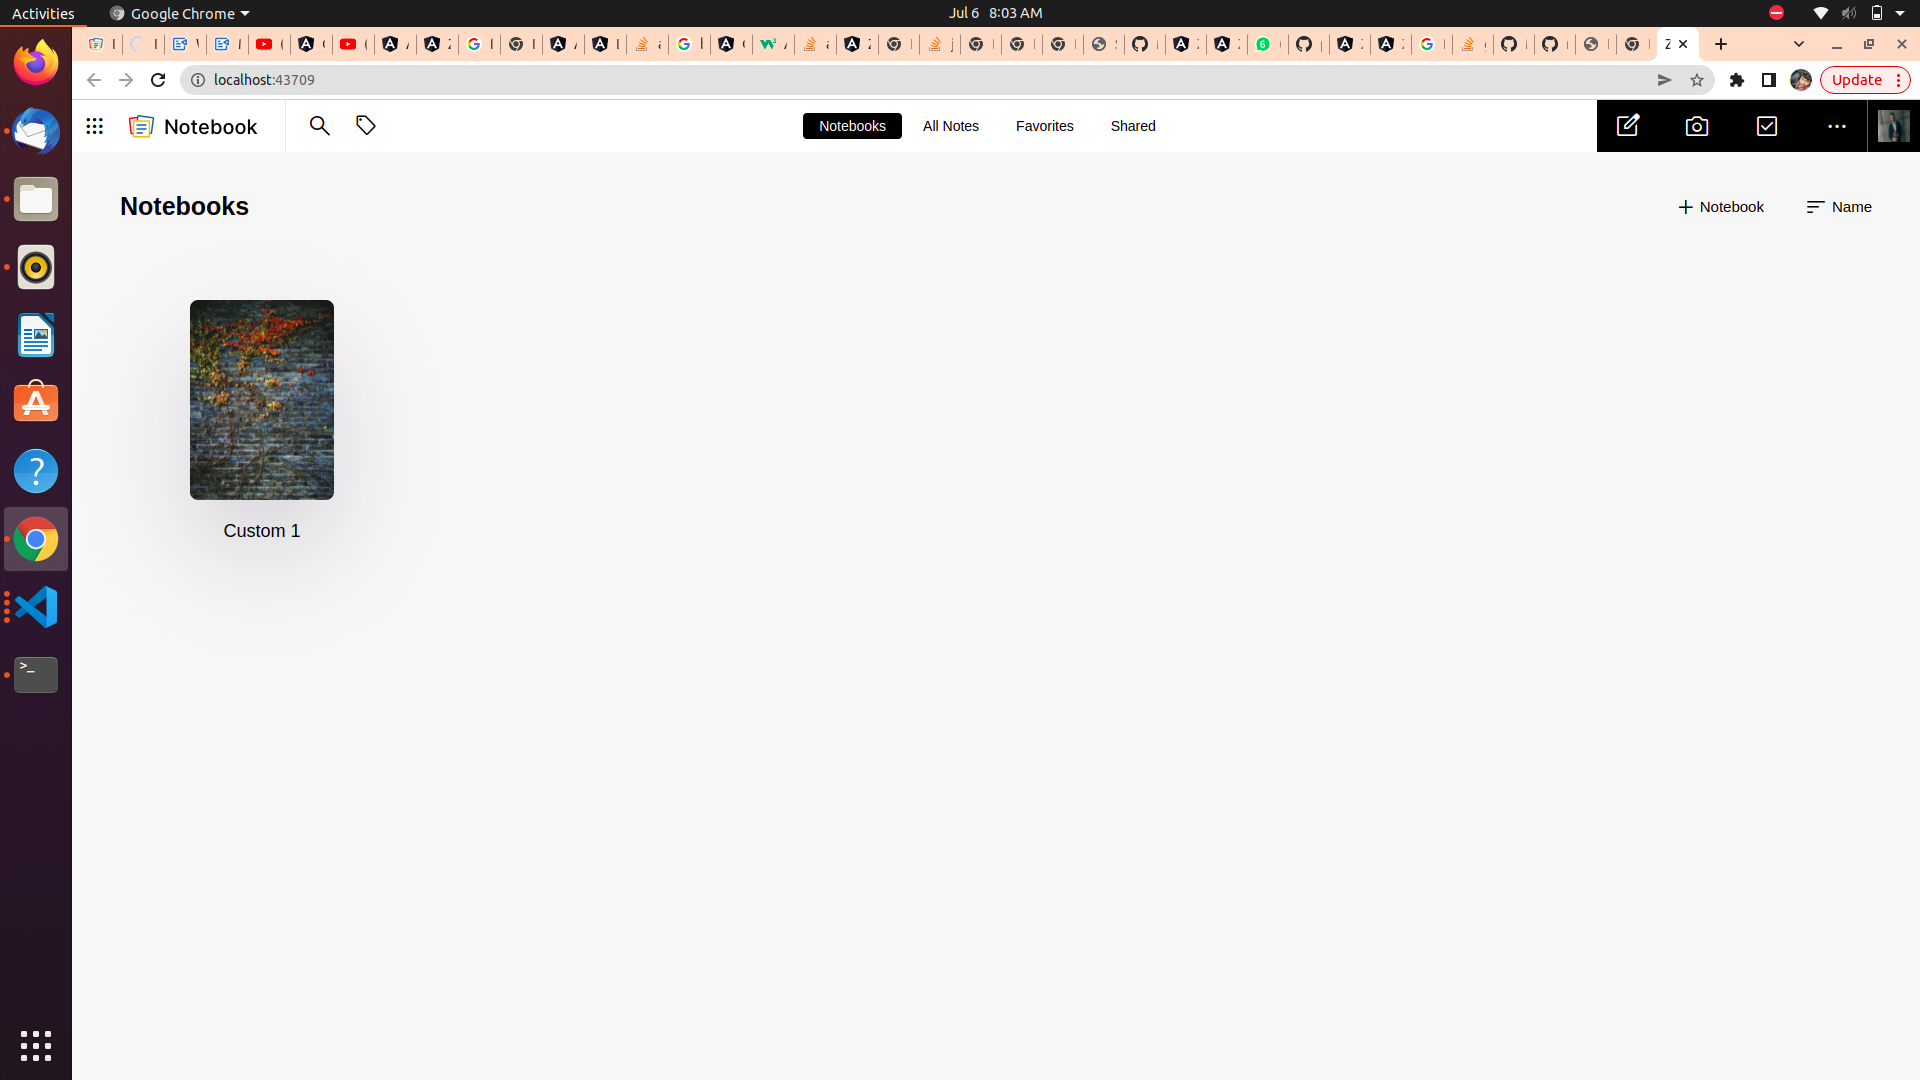 Activities Google Chrome Jul 6 8:03 AM
localhost:43709 Update
Notebook Notebooks All Notes Favorites Shared
Notebooks + Notebook Name
Custom 1